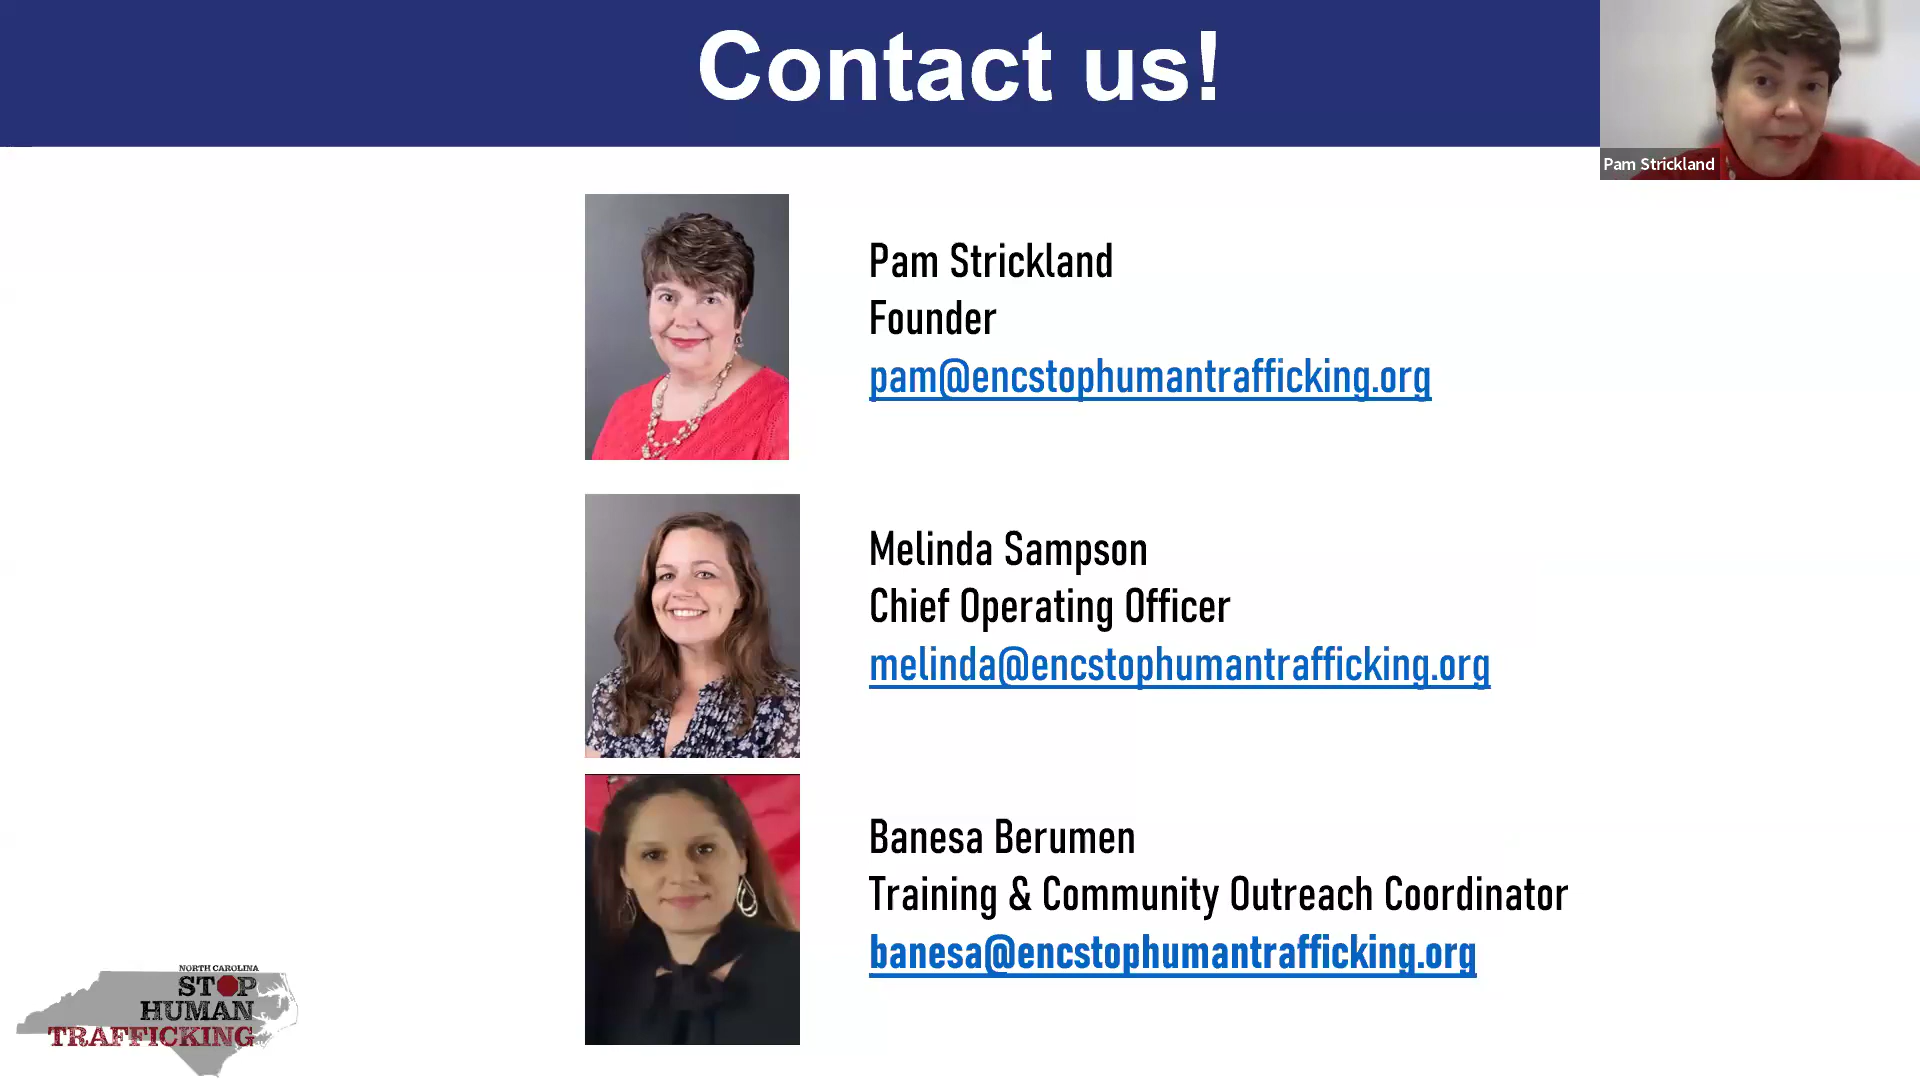 Contact us!
Pam Strickland
Pam Strickland
Founder
pam@encstophumantrafficking.org
Melinda Sampson
Chief Operating Officer
melinda@encstophumantrafficking.org
Banesa Berumen
Training & Community Outreach Coordinator
banesa@encstophumantrafficking.org
NORTH CAROLINA
STOP
HUMAN
TRAFFICKING